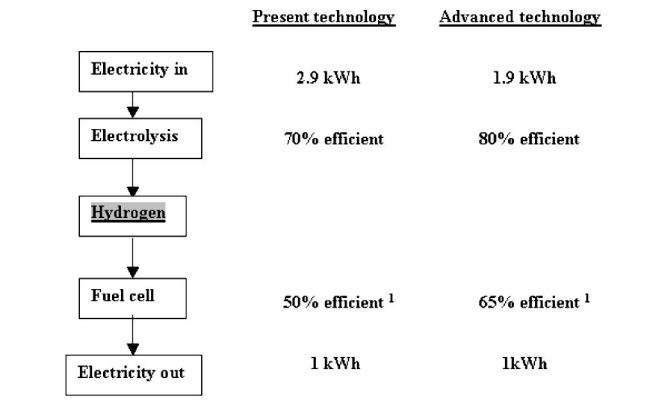 Present technology Advanced technology
Electricity in 2.9 kWh 1.9 kWh
Electrolysis 70% efficient 80% efficient
Hydrogen
Fuel cell 50% efficient 1 65% efficient 1
Electricity out 1 kWh 1kWh